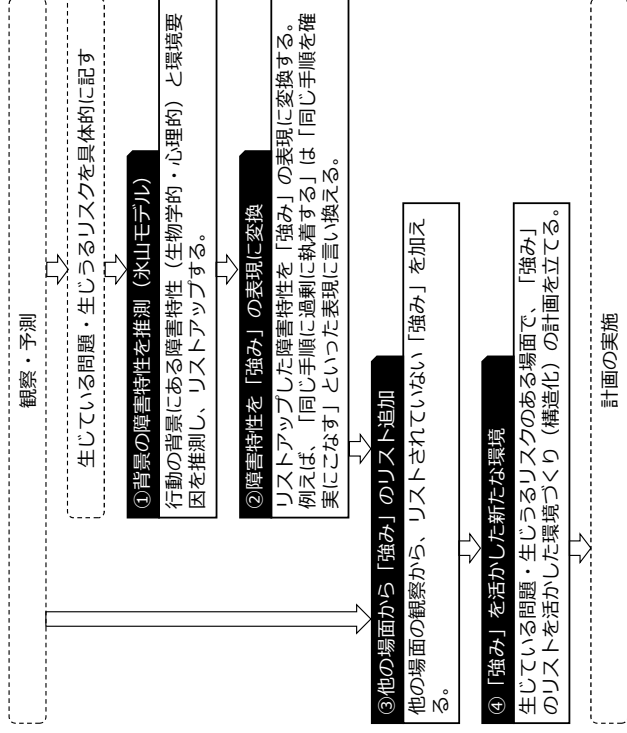 観察・予測
生じている問題・生じうるリスクを具体的に記す
①背景の障害特性を推測（氷山モデル）
行動の背景にある障害特性（生物学的・心理的）と環境要
因を推測し、リストアップする。
②障害特性を「強み」の表現に変換
リストアップした障害特性を「強み」の表現に変換する。
例えば、「同じ手順に過剰に執着する」は「同じ手順を確
実にこなす」といった表現に言い換える。
③他の場面から「強み」のリスト追加
他の場面の観察から、リストされていない「強み」を加え
る。
④「強み」を活かした新たな環境
生じている問題・生じうるリスクのある場面で、「強み」
のリストを活かした環境づくり（構造化）の計画を立てる。
計画の実施